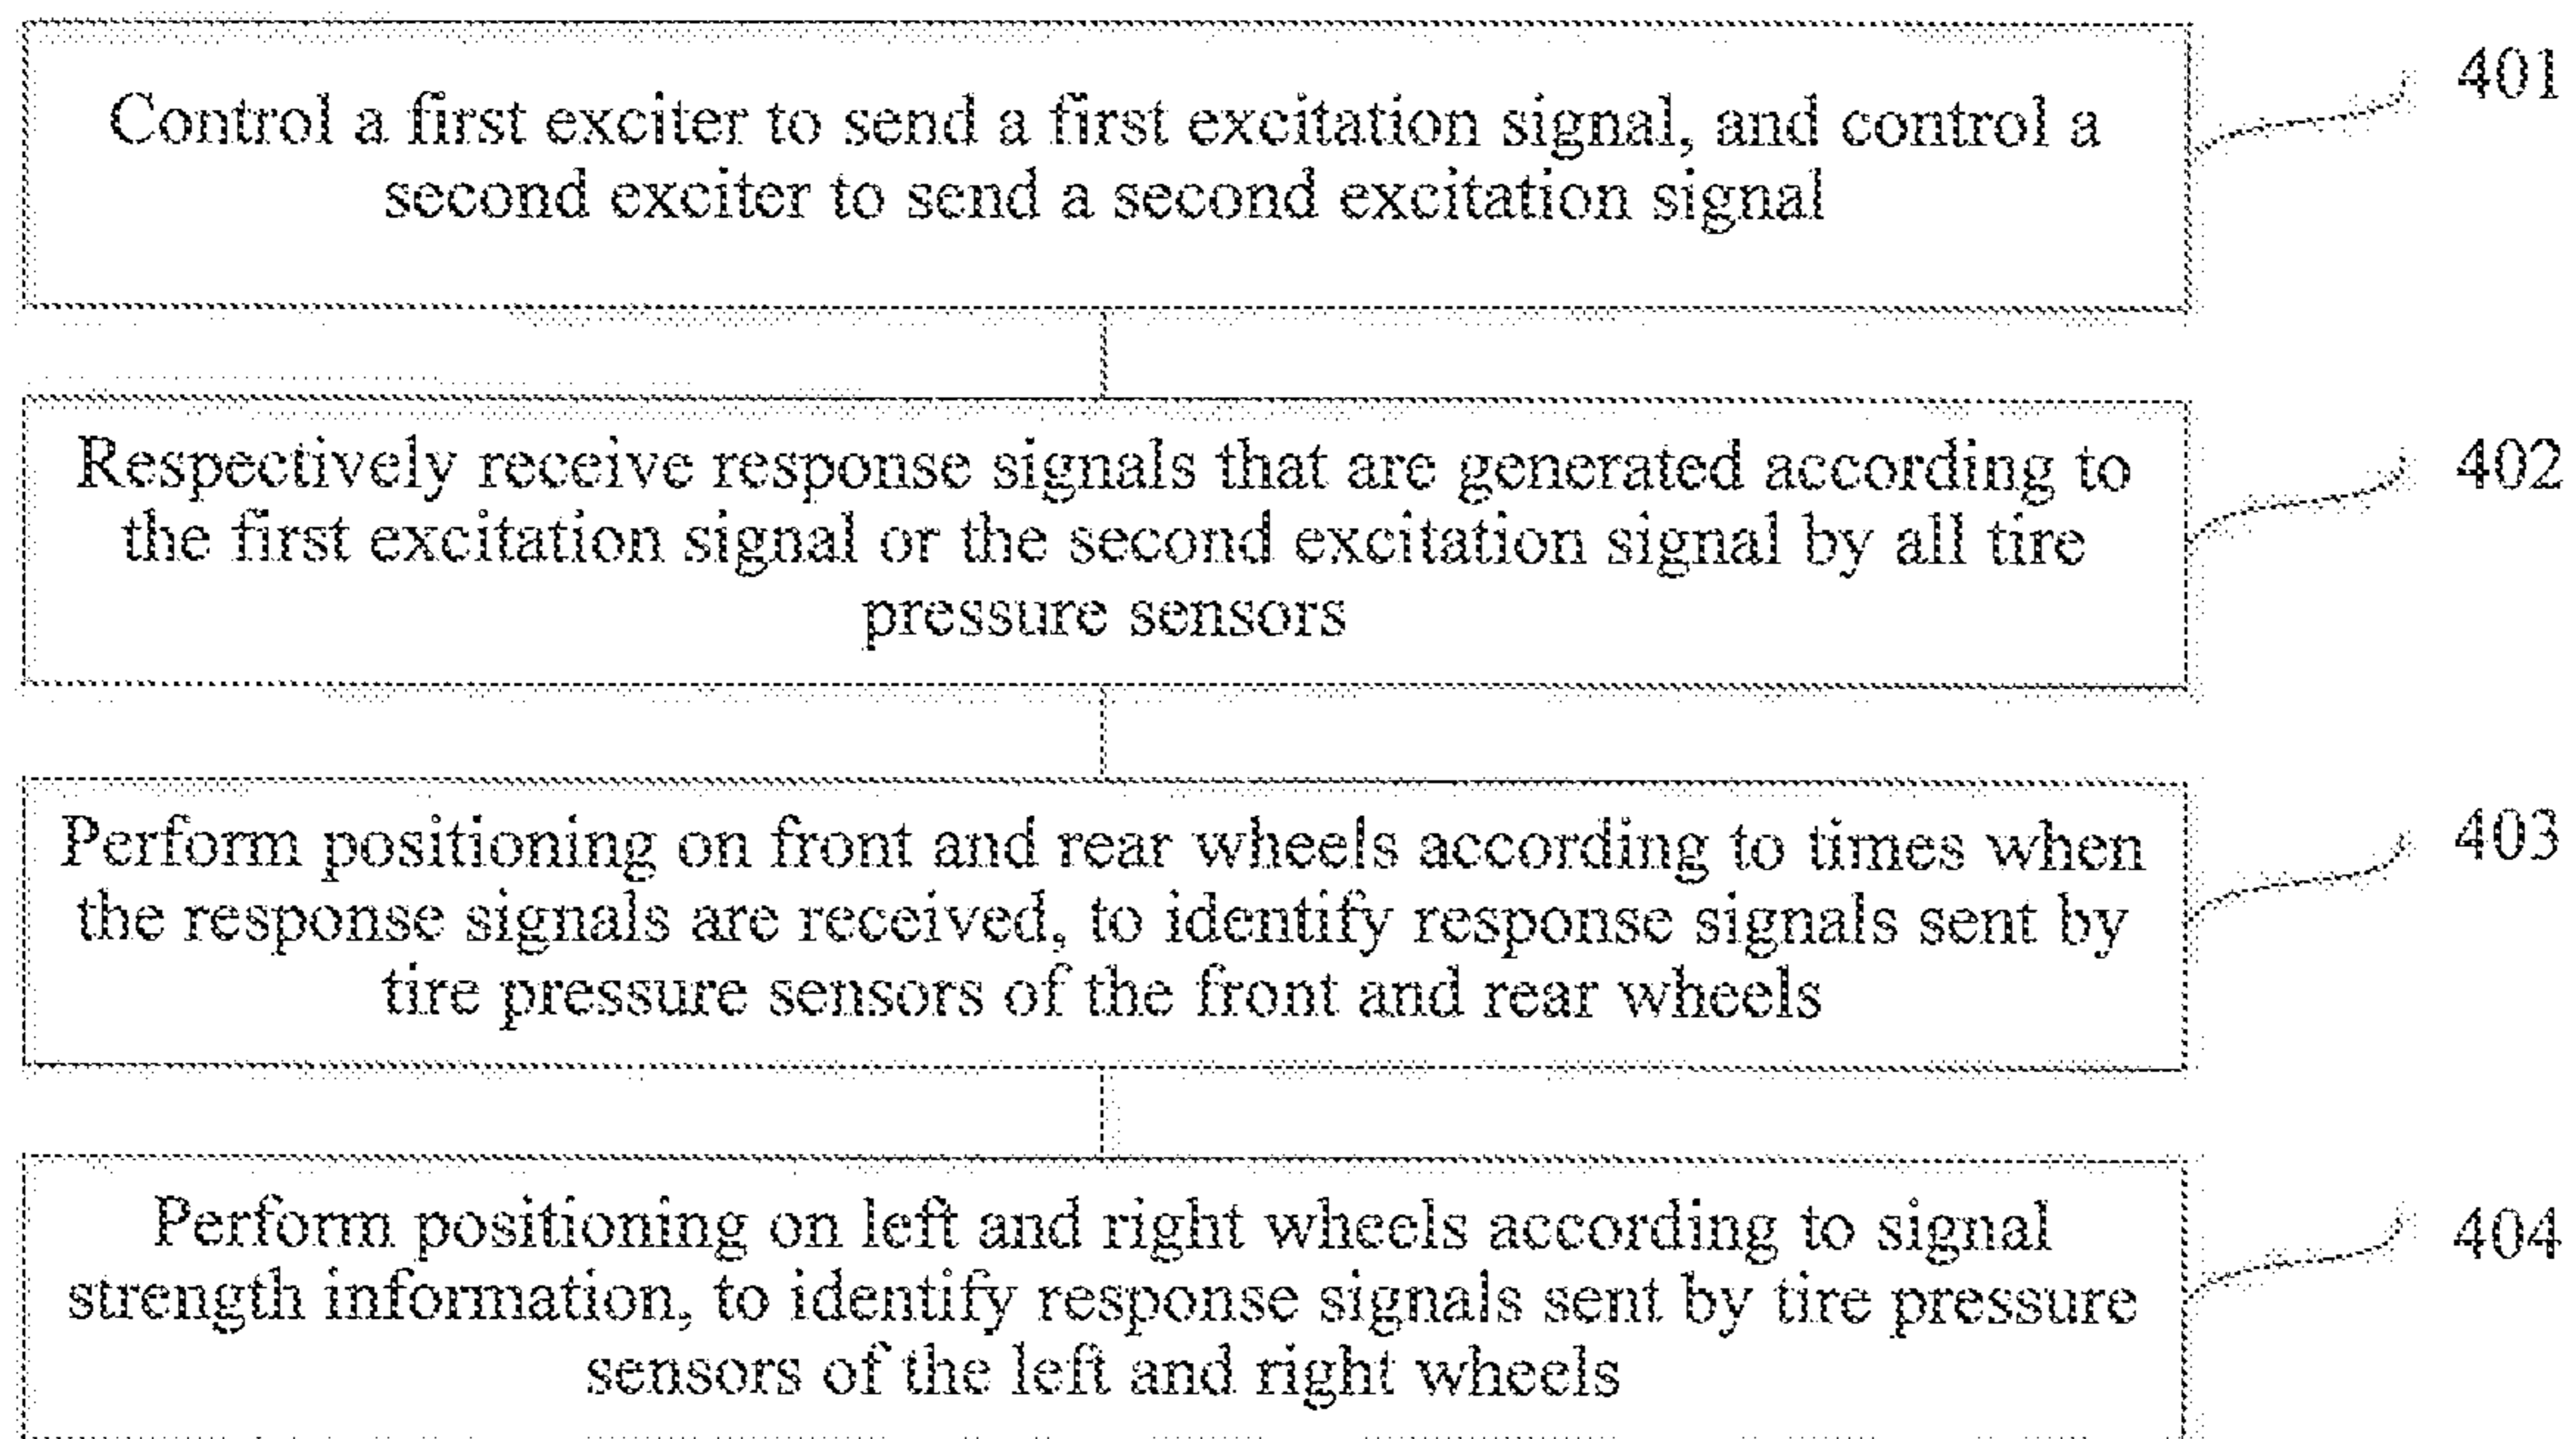 Control a first exciter to send a first excitation signal, and control a
second exciter to send a second excitation signal
401
Respectively receive response signals that are generated according to
the first excitation signal or the second excitation signal by all tire
pressure sensors
402
Perform positioning on front and rear wheels according to times when
the response signals are received, to identify response signals sent by
tire pressure sensors of the front and rear wheels
403
Perform positioning on left and right wheels according to signal
strength information, to identify response signals sent by tire pressure
sensors of the left and right wheels
404